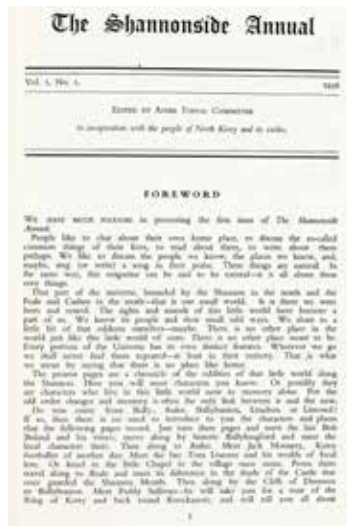 The Shannonside Annual
Vol. 1, No. 1.
1956
EDITED BY ASDEE TOPICAL COMMITTEE
in co-operation with the people of North Kerry and its exiles.
FOREWORD
WE HAVE MUCH PLEASURE in presenting the first issue of The Shannonside
Annual.
People like to chat about their own home place, to discuss the so-called
common things of their lives, to read about them, to write about them
perhaps. We like to discuss the people we know, the places we knew, and,
maybe, sing (or write) a song in their praise. These things are natural. In
the same way, this magazine can be said to be natural—it is all about those
very things.
That part of the universe, bounded by the Shannon in the north and the
Feale and Cashen in the south—that is our small world. It is there we were
born and reared. The sights and sounds of this little world have become a
part of us. We know its people and their small odd ways. We share in a
little bit of that oddness ourselves—maybe. There is no other place in the
world just like this little world of ours. There is no other place meant to be.
Every portion of the Universe has its own distinct features. Wherever we go
we shall never find them repeated—at least in their entirety. That is what
we mean by saying that there is no place like home.
The present pages are a chronicle of the oddities of that little world along
the Shannon. Here you will meet characters you knew. Or possibly they
are characters who live in this little world now in memory alone. For the
old order changes and memory is often the only link between it and the new.
Do you come from Bally, Asdee, Ballybunion, Listowel?
If so, then there is no need to introduce to you the characters and places
that the following pages record. Just turn these pages and meet the late Bob
Boland and his verses; move along by historic Ballylongford and meet the
local characters there. Then along to Asdee. Meet Jack Moriarty, Kerry
footballer of another day. Meet the late Tom and his wealth of local
lore. Or kneel in the little Chapel in the village once more. From there
travel along to Beale and muse its difference in the shade of the Castle that
once guarded the Shannon Mouth. Then along by the Cliffs of
to Ballybunion. Meet Paddy Sullivan—he will take you for a tour of the
Ring of Kerry and back round Knockanore, and will tell you all about